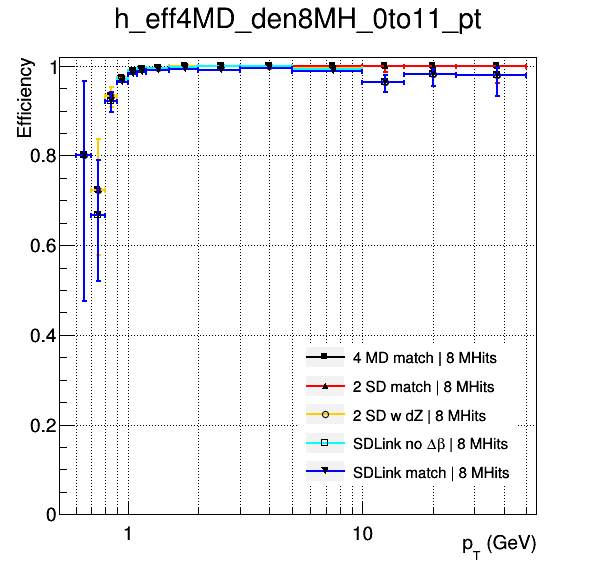 h_eff4MD_den8MH_0to11_pt
Efficiency
1
0.8
0.6
0.4
0.2
0
4 MD match | 8 MHits
2 SD match | 8 MHits
2 SD w dZ | 8 MHits
SDLink no Δβ | 8 MHits
SDLink match | 8 MHits
1 10
p_T (GeV)